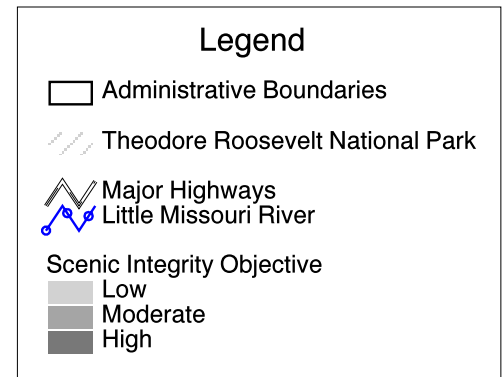 Legend
Administrative Boundaries
Theodore Roosevelt National Park
Major Highways
Little Missouri River
Scenic Integrity Objective
Low
Moderate
High